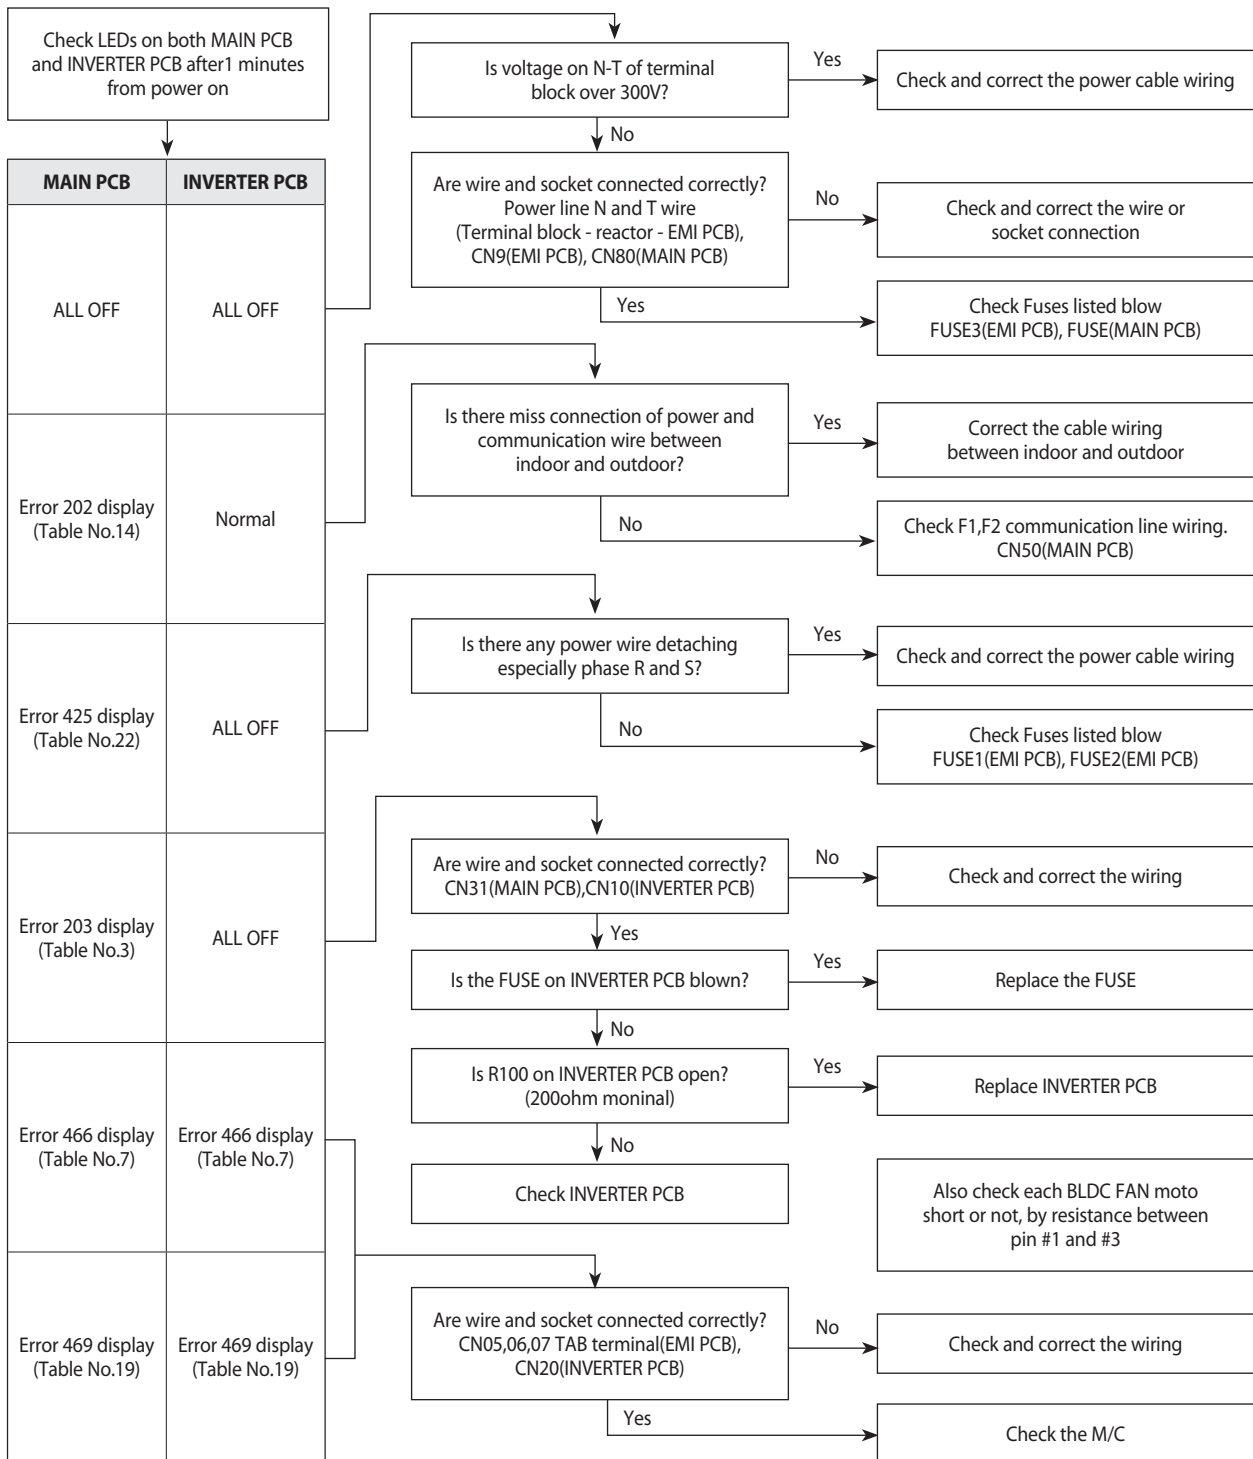 Check LEDs on both MAIN PCB
and INVERTER PCB after1 minutes
from power on
MAIN PCB
INVERTER PCB
ALL OFF
ALL OFF
Error 202 display
(Table No.14)
Normal
Error 425 display
(Table No.22)
ALL OFF
Error 203 display
(Table No.3)
ALL OFF
Error 466 display
(Table No.7)
Error 466 display
(Table No.7)
Error 469 display
(Table No.19)
Error 469 display
(Table No.19)
Is voltage on N-T of terminal
block over 300V?
Yes
Check and correct the power cable wiring
No
Are wire and socket connected correctly?
Power line N and T wire
(Terminal block - reactor - EMI PCB),
CN9(EMI PCB), CN80(MAIN PCB)
No
Check and correct the wire or
socket connection
Yes
Check Fuses listed blow
FUSE3(EMI PCB), FUSE(MAIN PCB)
Is there miss connection of power and
communication wire between
indoor and outdoor?
Yes
Correct the cable wiring
between indoor and outdoor
No
Check F1,F2 communication line wiring.
CN50(MAIN PCB)
Is there any power wire detaching
especially phase R and S?
Yes
Check and correct the power cable wiring
No
Check Fuses listed blow
FUSE1(EMI PCB), FUSE2(EMI PCB)
Are wire and socket connected correctly?
CN31(MAIN PCB),CN10(INVERTER PCB)
No
Check and correct the wiring
Yes
Is the FUSE on INVERTER PCB blown?
Yes
Replace the FUSE
No
Is R100 on INVERTER PCB open?
(200ohm moninal)
Yes
Replace INVERTER PCB
No
Check INVERTER PCB
Also check each BLDC FAN moto
short or not, by resistance between
pin #1 and #3
Are wire and socket connected correctly?
CN05,06,07 TAB terminal(EMI PCB),
CN20(INVERTER PCB)
No
Check and correct the wiring
Yes
Check the M/C